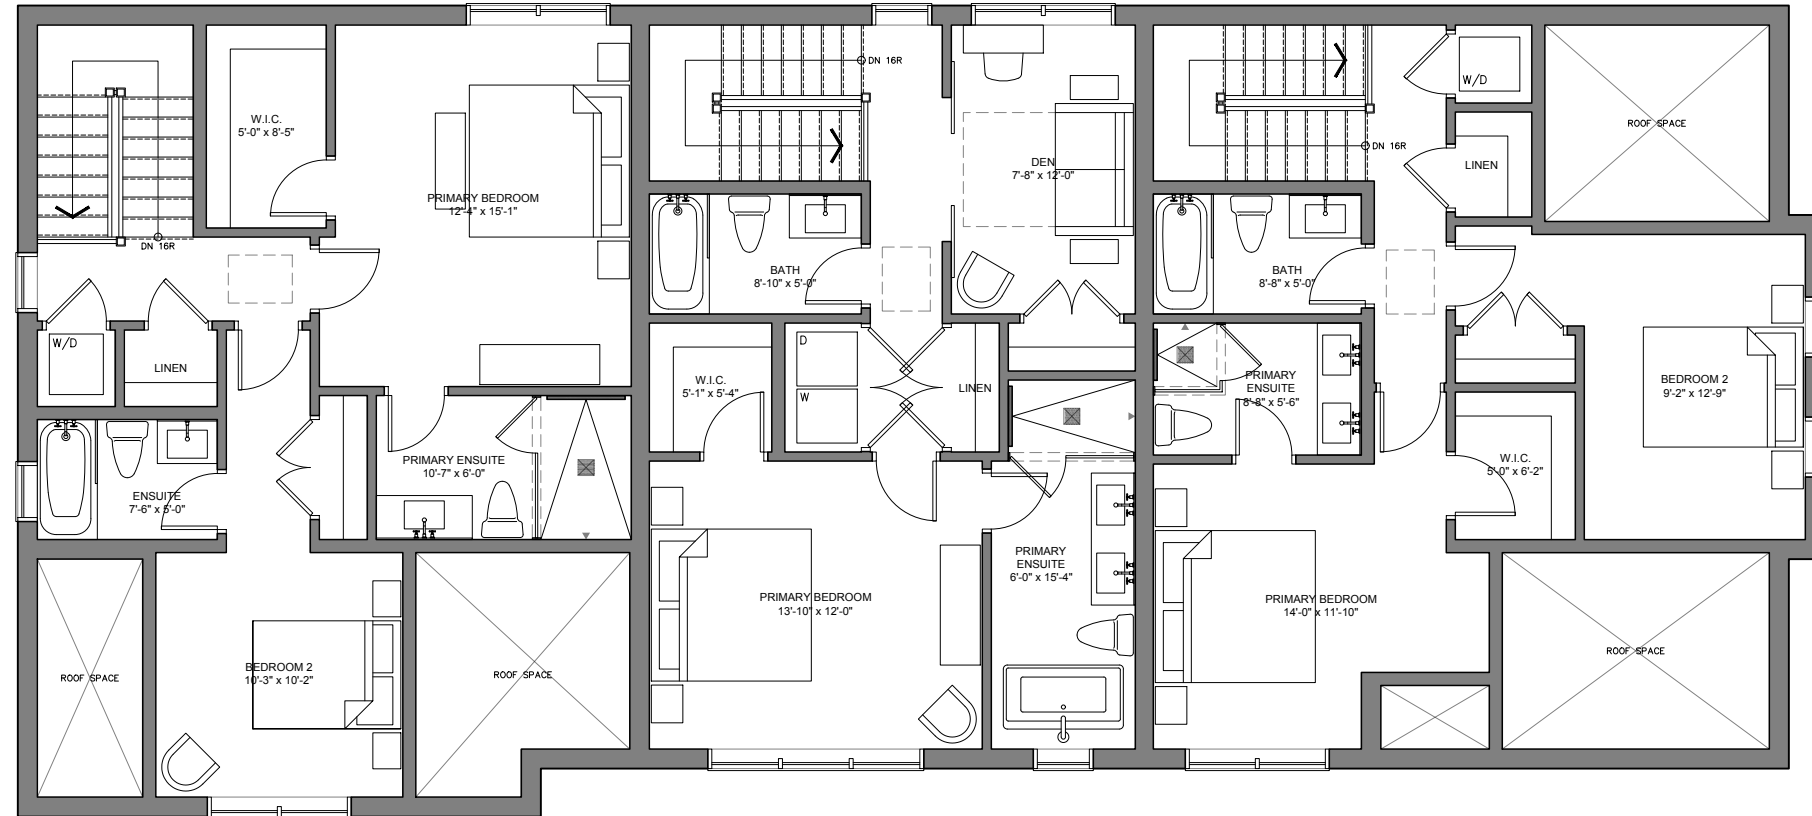 W.I.C.
5'-0" x 8'-5"
PRIMARY BEDROOM
12'-4" x 15'-1"
DN 16R
W/D
LINEN
ENSUITE
7'-6" x 5'-0"
PRIMARY ENSUITE
10'-7" x 6'-0"
ROOF SPACE
BEDROOM 2
10'-3" x 10'-2"
ROOF SPACE
DN 16R
DEN
7'-8" x 12'-0"
BATH
8'-10" x 5'-0"
W.I.C.
5'-1" x 5'-4"
D
W
LINEN
PRIMARY BEDROOM
13'-10" x 12'-0"
PRIMARY
ENSUITE
6'-0" x 15'-4"
DN 16R
W/D
LINEN
ROOF SPACE
BATH
8'-8" x 5'-0"
PRIMARY
ENSUITE
8'-8" x 5'-6"
BEDROOM 2
9'-2" x 12'-9"
W.I.C.
5'-0" x 6'-2"
PRIMARY BEDROOM
14'-0" x 11'-10"
ROOF SPACE